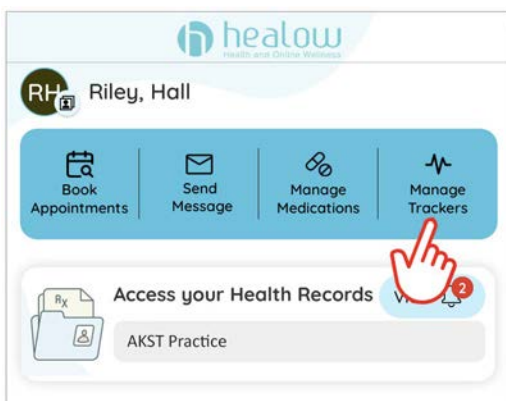 healow
Health and Online Wellness
RH Riley, Hall
Book
Appointments
Send
Message
Manage
Medications
Manage
Trackers
Rx
Access your Health Records
2
AKST Practice